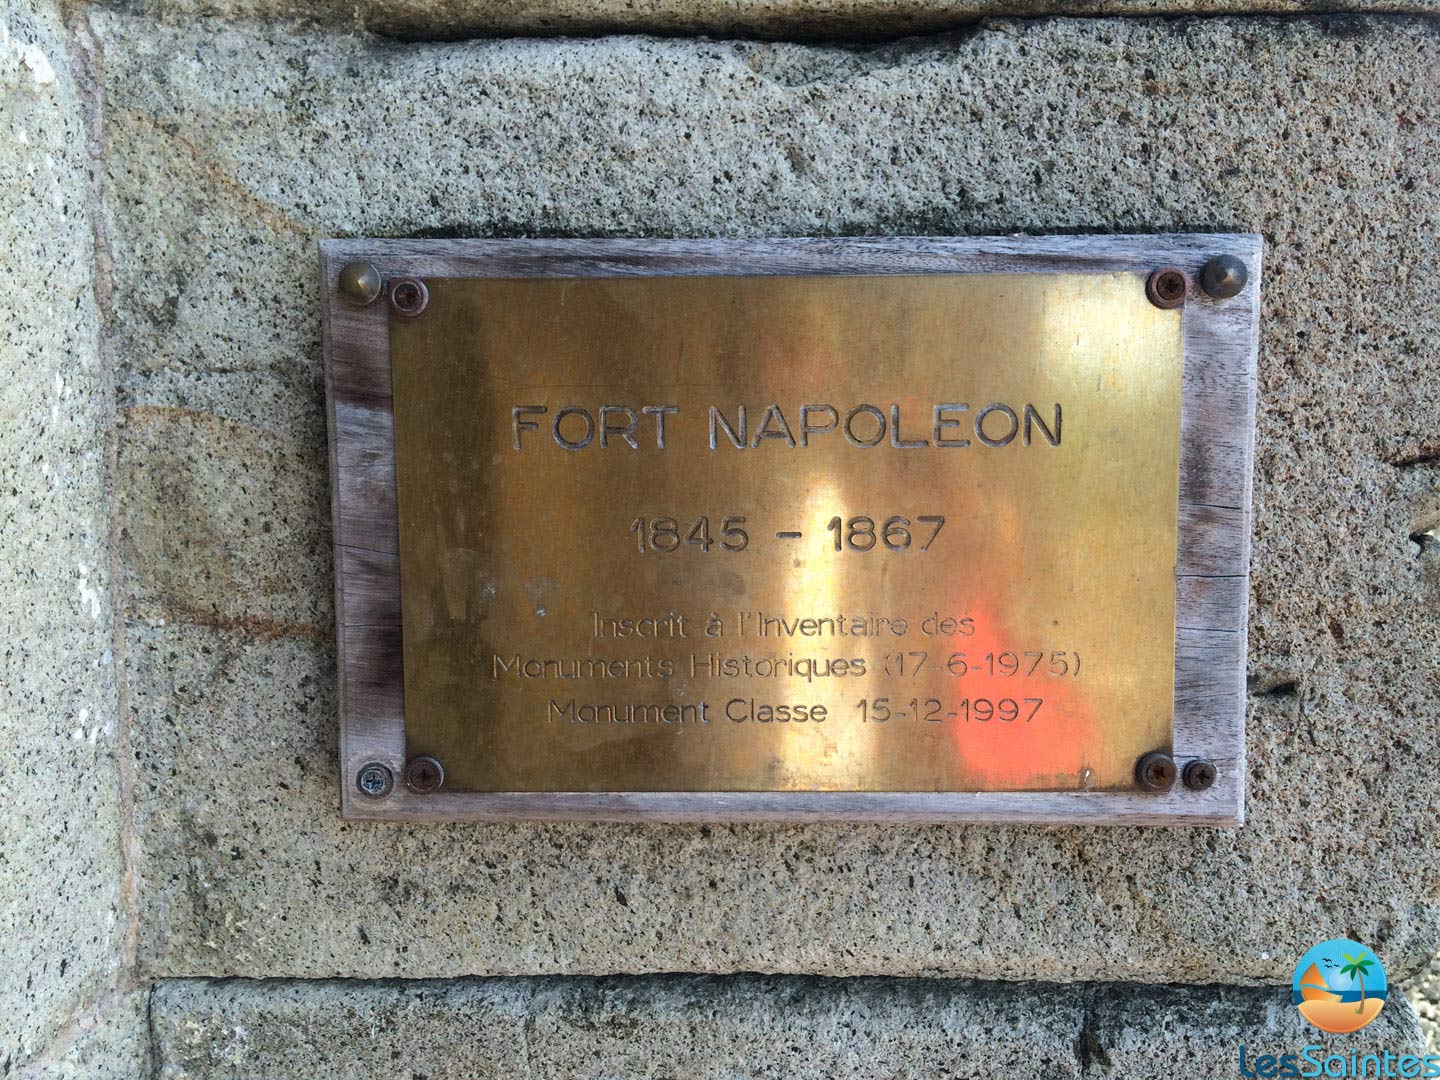 FORT NAPOLEON
1845 - 1867
Inscrit à l'Inventaire des
Monuments Historiques (17-6-1975)
Monument Classe 15-12-1997
LesSaintes